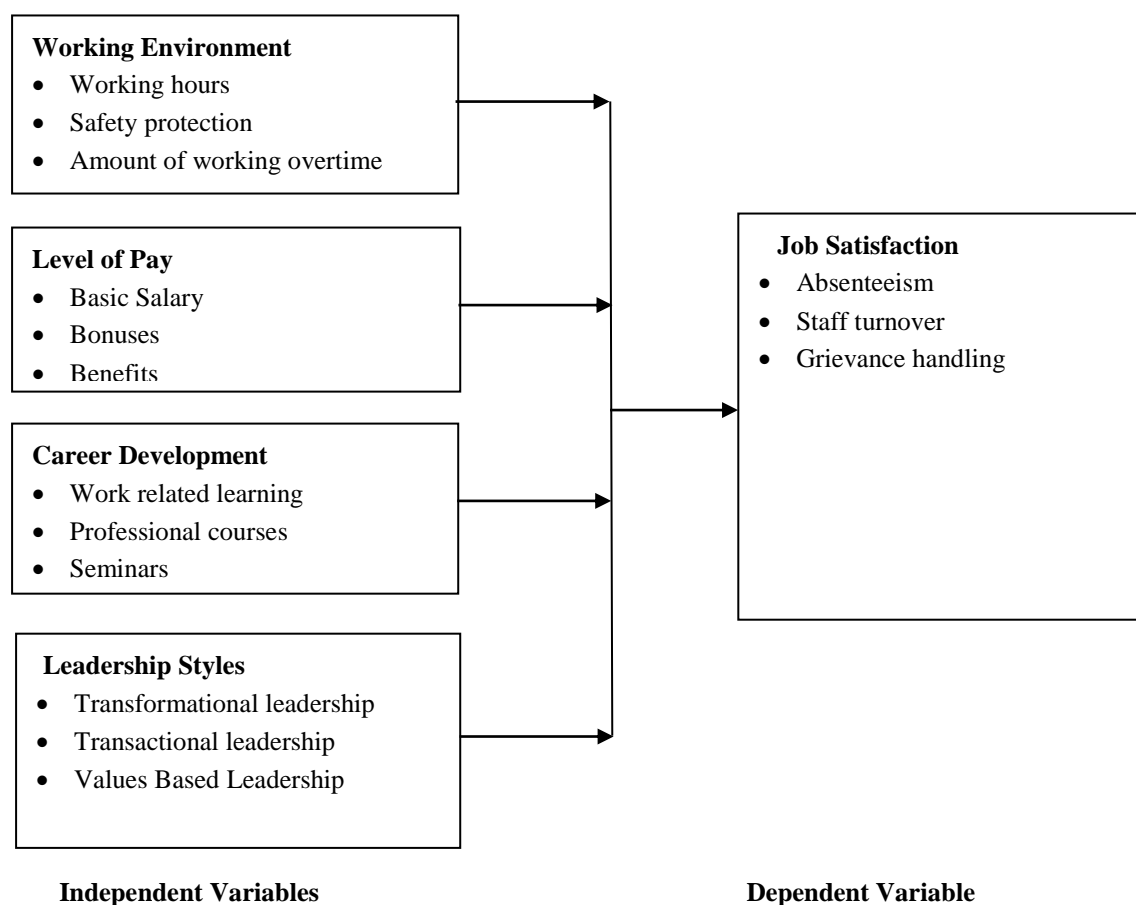 Working Environment
• Working hours
• Safety protection
• Amount of working overtime
Level of Pay
• Basic Salary
• Bonuses
• Benefits
Career Development
• Work related learning
• Professional courses
• Seminars
Leadership Styles
• Transformational leadership
• Transactional leadership
• Values Based Leadership
Job Satisfaction
• Absenteeism
• Staff turnover
• Grievance handling
Independent Variables
Dependent Variable